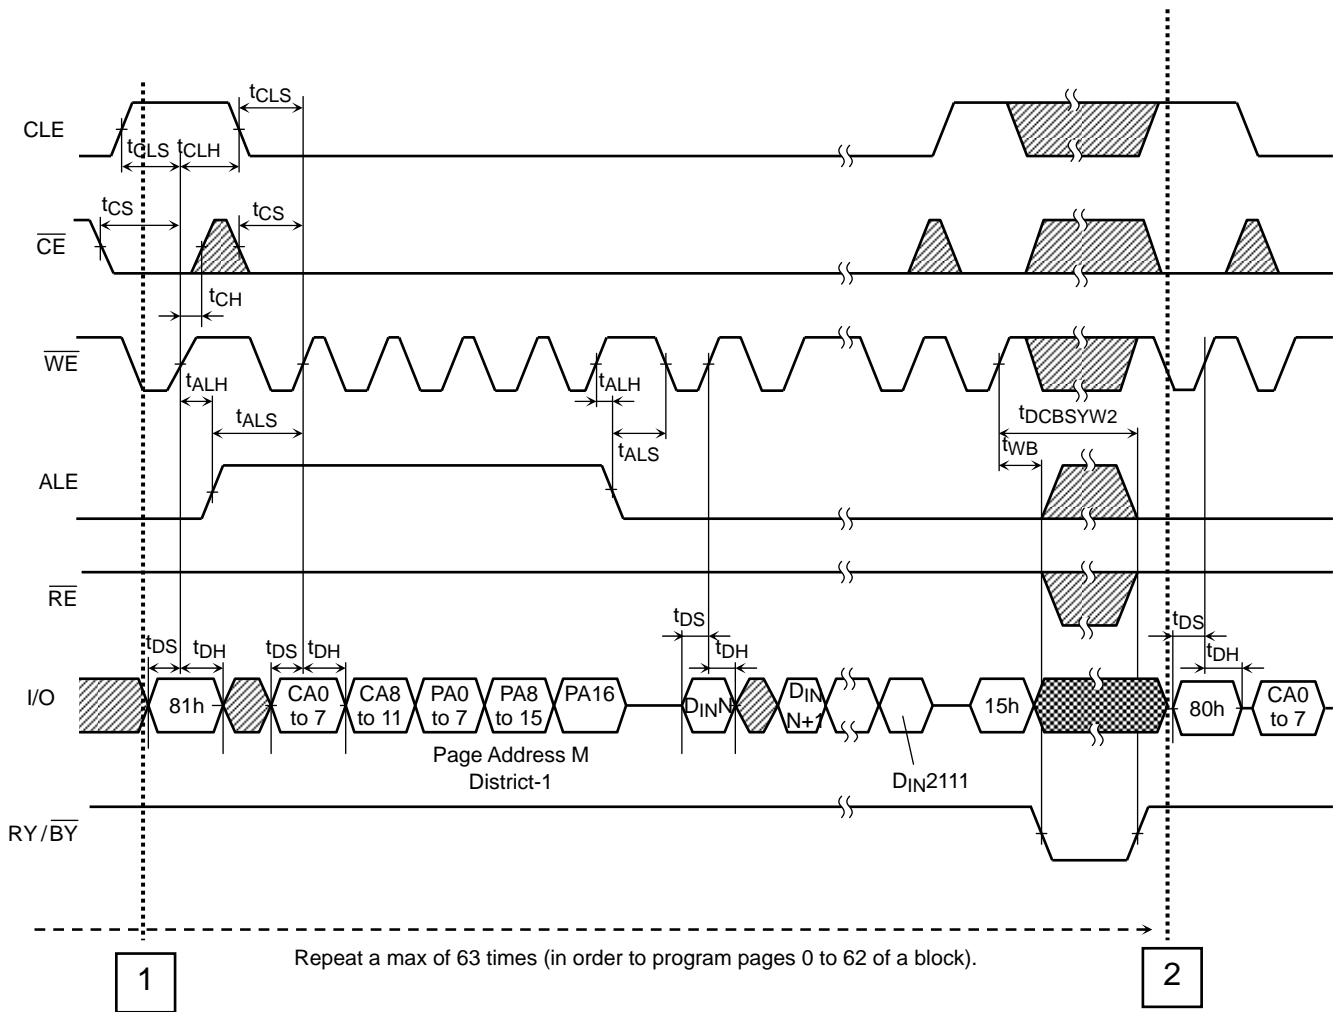 tCLS
CLE
tCLS tCLH
tCS tCS
CE
tCH
WE
tALH tALH
tALS tDCBSYW2
tALS tWB
ALE
RE
tDS tDH tDS tDH tDS tDH tDS tDH
I/O
81h
CA0
to 7
CA8
to 11
PA0
to 7
PA8
to 15
PA16
DINN
DIN
N+1
15h
80h
CA0
to 7
Page Address M
District-1
DIN2111
RY/BY
1
Repeat a max of 63 times (in order to program pages 0 to 62 of a block).
2